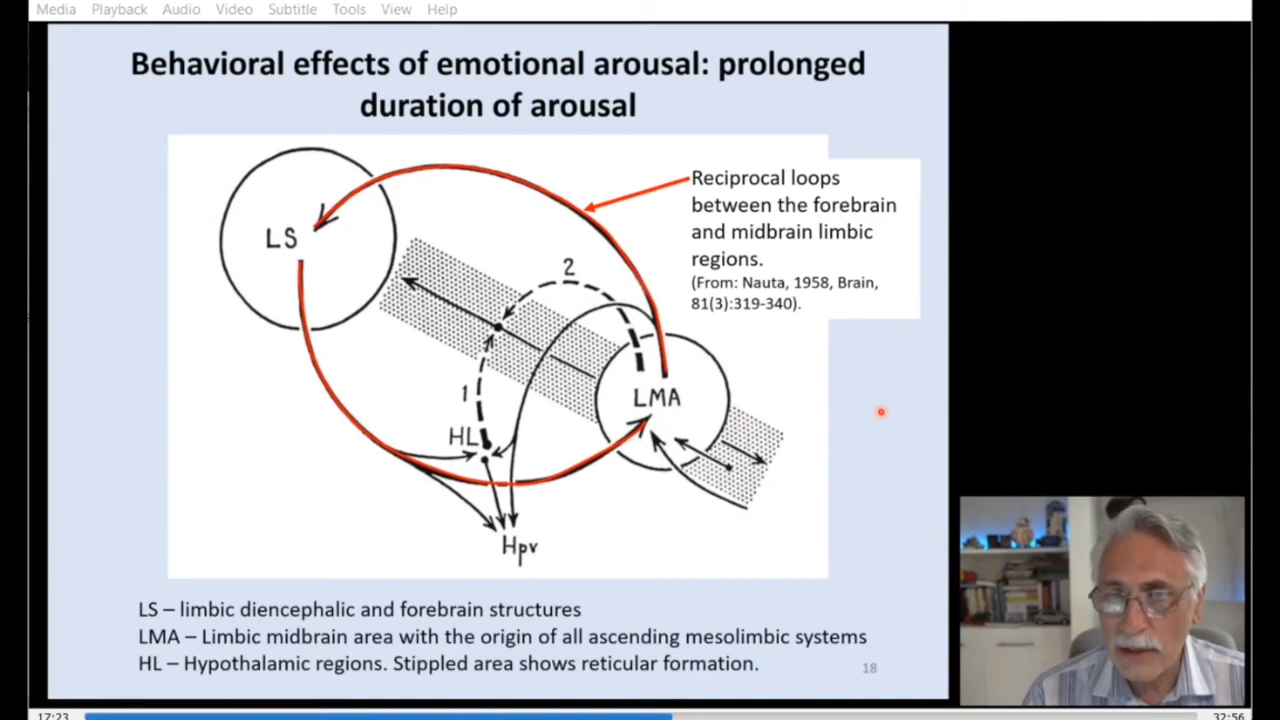 Media Playback Audio Video Subtitle Tools View Help
Behavioral effects of emotional arousal: prolonged
duration of arousal
Reciprocal loops
between the forebrain
and midbrain limbic
regions.
(From: Nauta, 1958, Brain,
81(3):319-340).
LS
2
LMA
1
HL
Hpv
LS – limbic diencephalic and forebrain structures
LMA – Limbic midbrain area with the origin of all ascending mesolimbic systems
HL – Hypothalamic regions. Stippled area shows reticular formation.
18
17:23
32:56